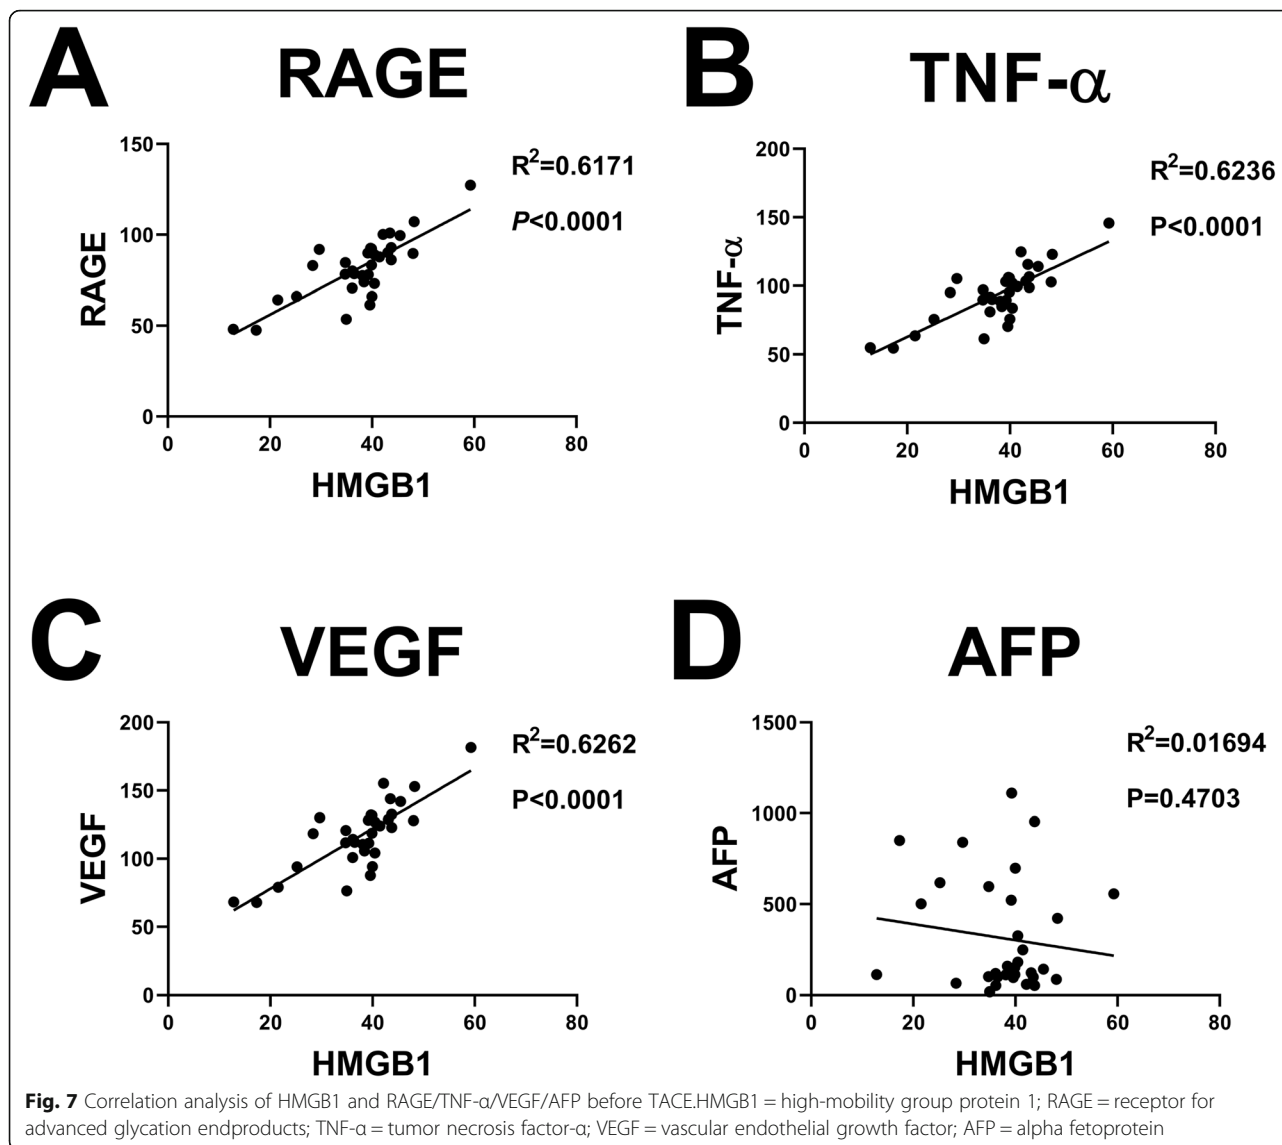 A
RAGE
150
100
50
0
RAGE
R²=0.6171
P<0.0001
0 20 40 60 80
HMGB1
B
TNF-α
200
150
100
50
0
TNF-α
R²=0.6236
P<0.0001
0 20 40 60 80
HMGB1
C
VEGF
200
150
100
50
0
VEGF
R²=0.6262
P<0.0001
0 20 40 60 80
HMGB1
D
AFP
1500
1000
500
0
AFP
R²=0.01694
P=0.4703
0 20 40 60 80
HMGB1
Fig. 7 Correlation analysis of HMGB1 and RAGE/TNF-α/VEGF/AFP before TACE.HMGB1 = high-mobility group protein 1; RAGE = receptor for
advanced glycation endproducts; TNF-α = tumor necrosis factor-α; VEGF = vascular endothelial growth factor; AFP = alpha fetoprotein